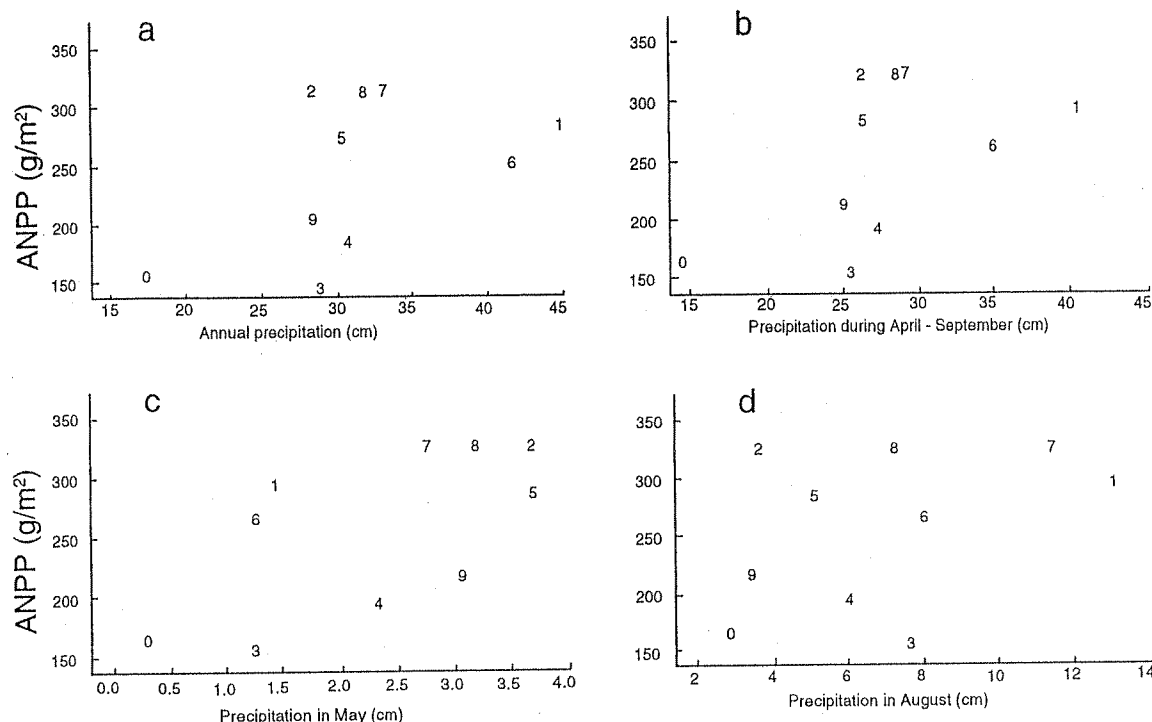 a
ANPP (g/m²)
350
300
250
200
150
2 8 7
1
5
6
9
4
0
3
15 20 25 30 35 40 45
Annual precipitation (cm)
b
350
300
250
200
150
2 8 7
1
5
6
9
4
0
3
15 20 25 30 35 40 45
Precipitation during April - September (cm)
c
ANPP (g/m²)
350
300
250
200
150
7 8 2
1
5
6
9
4
0
3
0.0 0.5 1.0 1.5 2.0 2.5 3.0 3.5 4.0
Precipitation in May (cm)
d
350
300
250
200
150
2 8 7
1
5
6
9
4
0
3
2 4 6 8 10 12 14
Precipitation in August (cm)